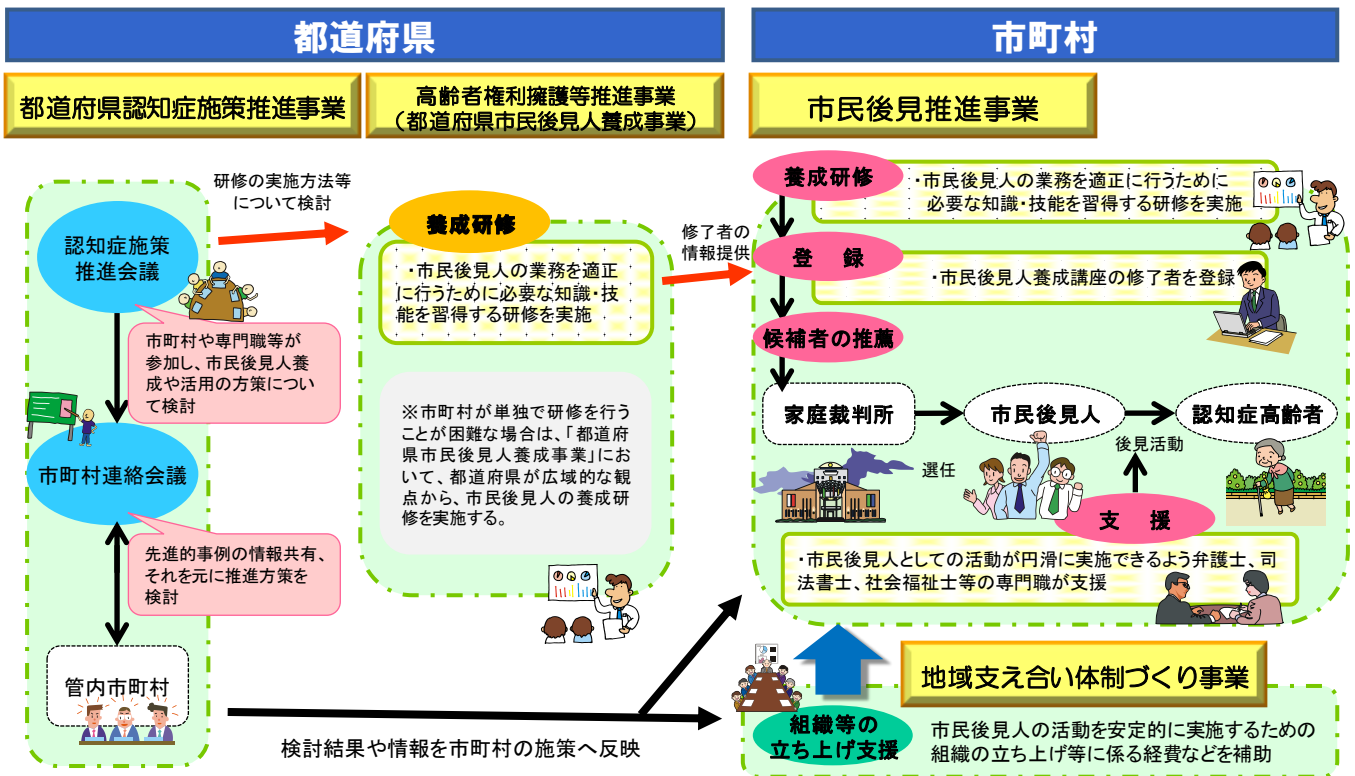 都道府県
市町村
都道府県認知症施策推進事業
高齢者権利擁護等推進事業
（都道府県市民後見人養成事業）
市民後見推進事業
認知症施策
推進会議
研修の実施方法等
について検討
市町村や専門職等が
参加し、市民後見人養
成や活用の方策につい
て検討
市町村連絡会議
先進的事例の情報共有、
それを元に推進方策を
検討
管内市町村
養成研修
・市民後見人の業務を適正
に行うために必要な知識・技
能を習得する研修を実施
※市町村が単独で研修を行う
ことが困難な場合は、「都道府
県市民後見人養成事業」にお
いて、都道府県が広域的な観
点から、市民後見人の養成研
修を実施する。
修了者の
情報提供
養成研修
・市民後見人の業務を適正に行うために
必要な知識・技能を習得する研修を実施
登　録
・市民後見人養成講座の修了者を登録
候補者の推薦
家庭裁判所
市民後見人
認知症高齢者
選任
後見活動
支　援
・市民後見人としての活動が円滑に実施できるよう弁護士、司
法書士、社会福祉士等の専門職が支援
地域支え合い体制づくり事業
組織等の
立ち上げ支援
市民後見人の活動を安定的に実施するための
組織の立ち上げ等に係る経費などを補助
検討結果や情報を市町村の施策へ反映